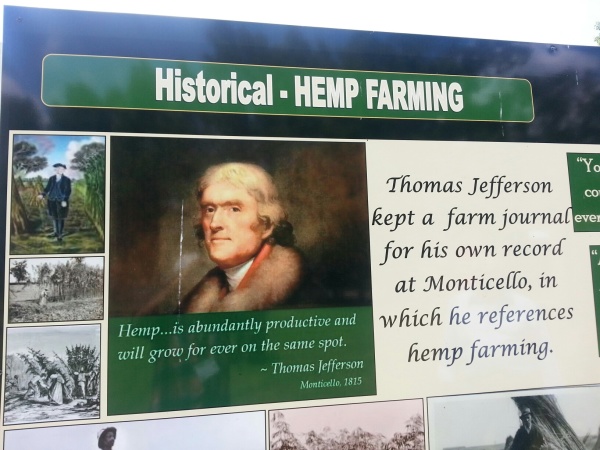 Historical - HEMP FARMING
Hemp...is abundantly productive and
will grow for ever on the same spot.
~ Thomas Jefferson
Monticello, 1815
Thomas Jefferson
kept a farm journal
for his own record
at Monticello, in
which he references
hemp farming.